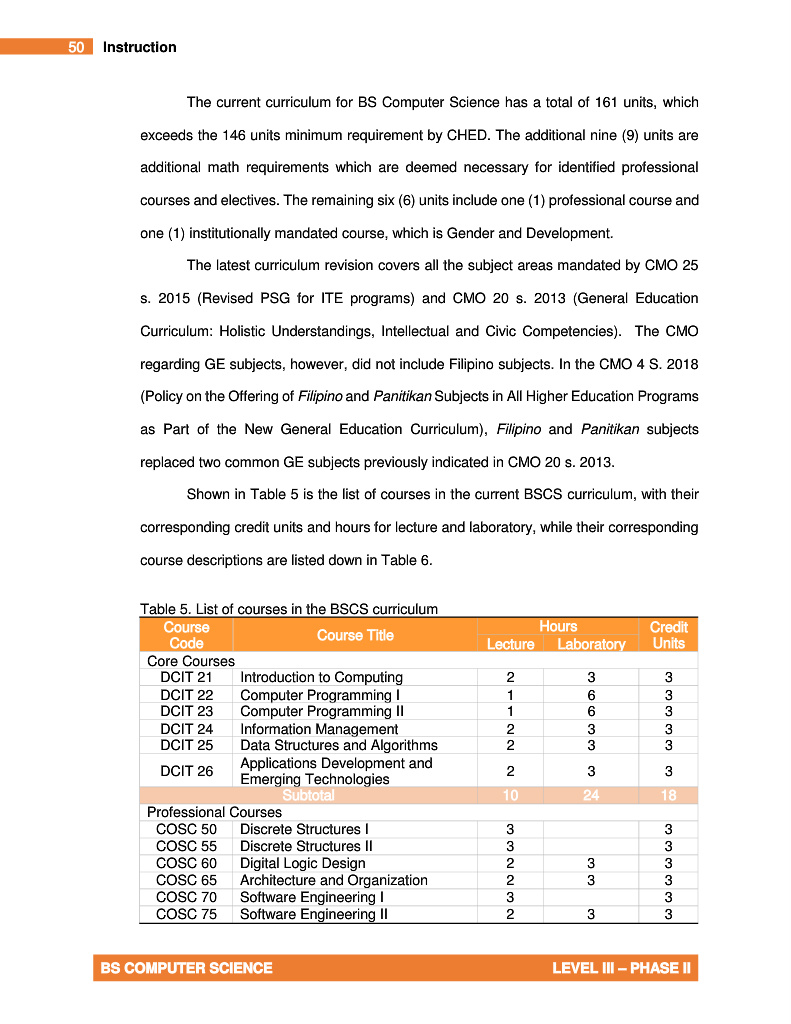 50 Instruction
The current curriculum for BS Computer Science has a total of 161 units, which
exceeds the 146 units minimum requirement by CHED. The additional nine (9) units are
additional math requirements which are deemed necessary for identified professional
courses and electives. The remaining six (6) units include one (1) professional course and
one (1) institutionally mandated course, which is Gender and Development.
The latest curriculum revision covers all the subject areas mandated by CMO 25
s. 2015 (Revised PSG for ITE programs) and CMO 20 s. 2013 (General Education
Curriculum: Holistic Understandings, Intellectual and Civic Competencies). The CMO
regarding GE subjects, however, did not include Filipino subjects. In the CMO 4 S. 2018
(Policy on the Offering of Filipino and Panitikan Subjects in All Higher Education Programs
as Part of the New General Education Curriculum), Filipino and Panitikan subjects
replaced two common GE subjects previously indicated in CMO 20 s. 2013.
Shown in Table 5 is the list of courses in the current BSCS curriculum, with their
corresponding credit units and hours for lecture and laboratory, while their corresponding
course descriptions are listed down in Table 6.
Table 5. List of courses in the BSCS curriculum
Course Code Course Title Hours Credit Units
Lecture Laboratory
Core Courses
DCIT 21 Introduction to Computing 2 3 3
DCIT 22 Computer Programming I 1 6 3
DCIT 23 Computer Programming II 1 6 3
DCIT 24 Information Management 2 3 3
DCIT 25 Data Structures and Algorithms 2 3 3
DCIT 26 Applications Development and
Emerging Technologies 2 3 3
Subtotal 10 24 18
Professional Courses
COSC 50 Discrete Structures I 3 3
COSC 55 Discrete Structures II 3 3
COSC 60 Digital Logic Design 2 3 3
COSC 65 Architecture and Organization 2 3 3
COSC 70 Software Engineering I 3 3
COSC 75 Software Engineering II 2 3 3
BS COMPUTER SCIENCE LEVEL III – PHASE II